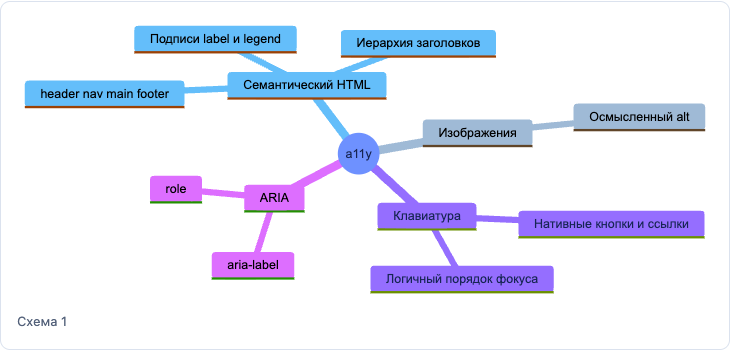 Подписи label и legend
Иерархия заголовков
Семантический HTML
header nav main footer
Осмысленный alt
Изображения
a11y
role
ARIA
Клавиатура
Нативные кнопки и ссылки
aria-label
Логичный порядок фокуса
Схема 1